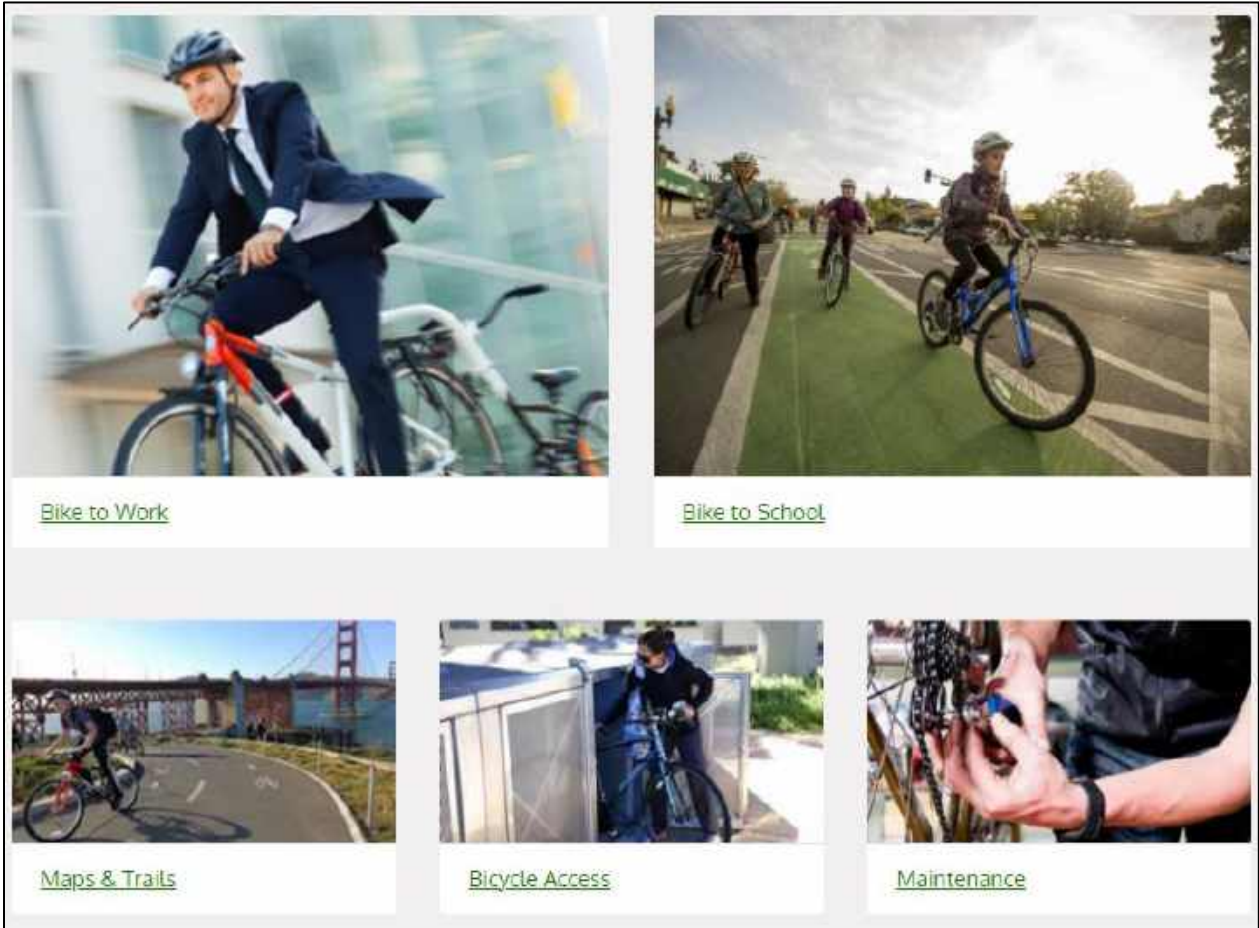 Bike to Work
Bike to School
Maps & Trails
Bicycle Access
Maintenance